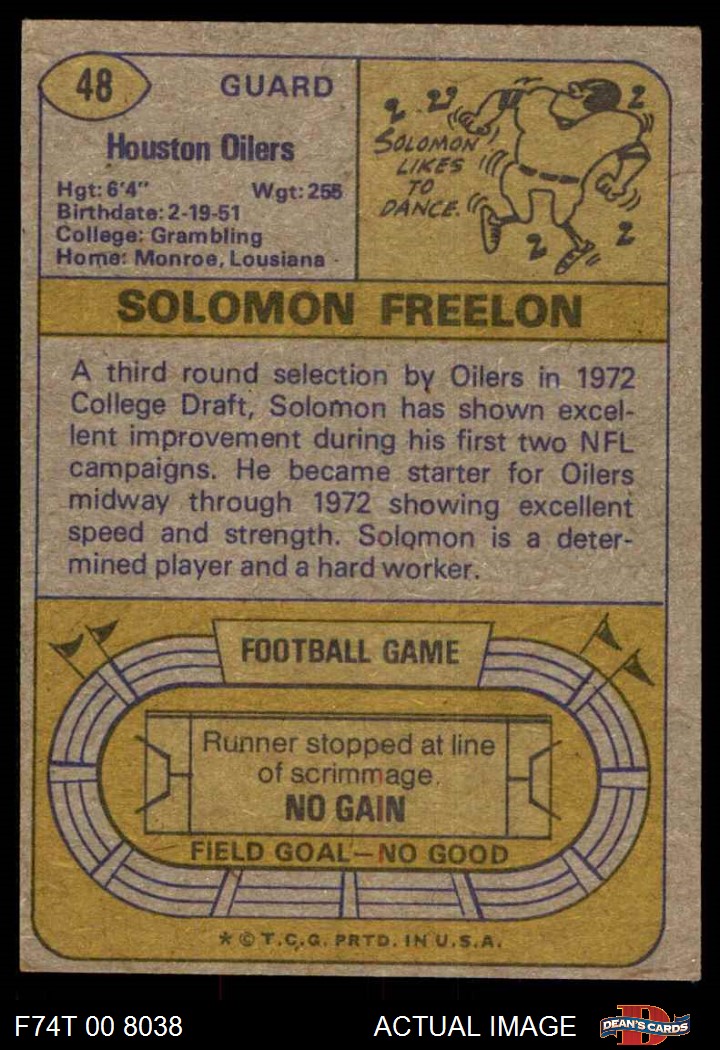 48
GUARD
Houston Oilers
Hgt: 6'4" Wgt: 255
Birthdate: 2-19-51
College: Grambling
Home: Monroe, Lousiana
SOLOMON
LIKES
TO
DANCE.
SOLOMON FREELON
A third round selection by Oilers in 1972
College Draft, Solomon has shown excel-
lent improvement during his first two NFL
campaigns. He became starter for Oilers
midway through 1972 showing excellent
speed and strength. Solomon is a deter-
mined player and a hard worker.
FOOTBALL GAME
Runner stopped at line
of scrimmage.
NO GAIN
FIELD GOAL—NO GOOD
* © T.C.G. PRTD. IN U.S.A.
F74T 00 8038
ACTUAL IMAGE
DEAN'S CARDS